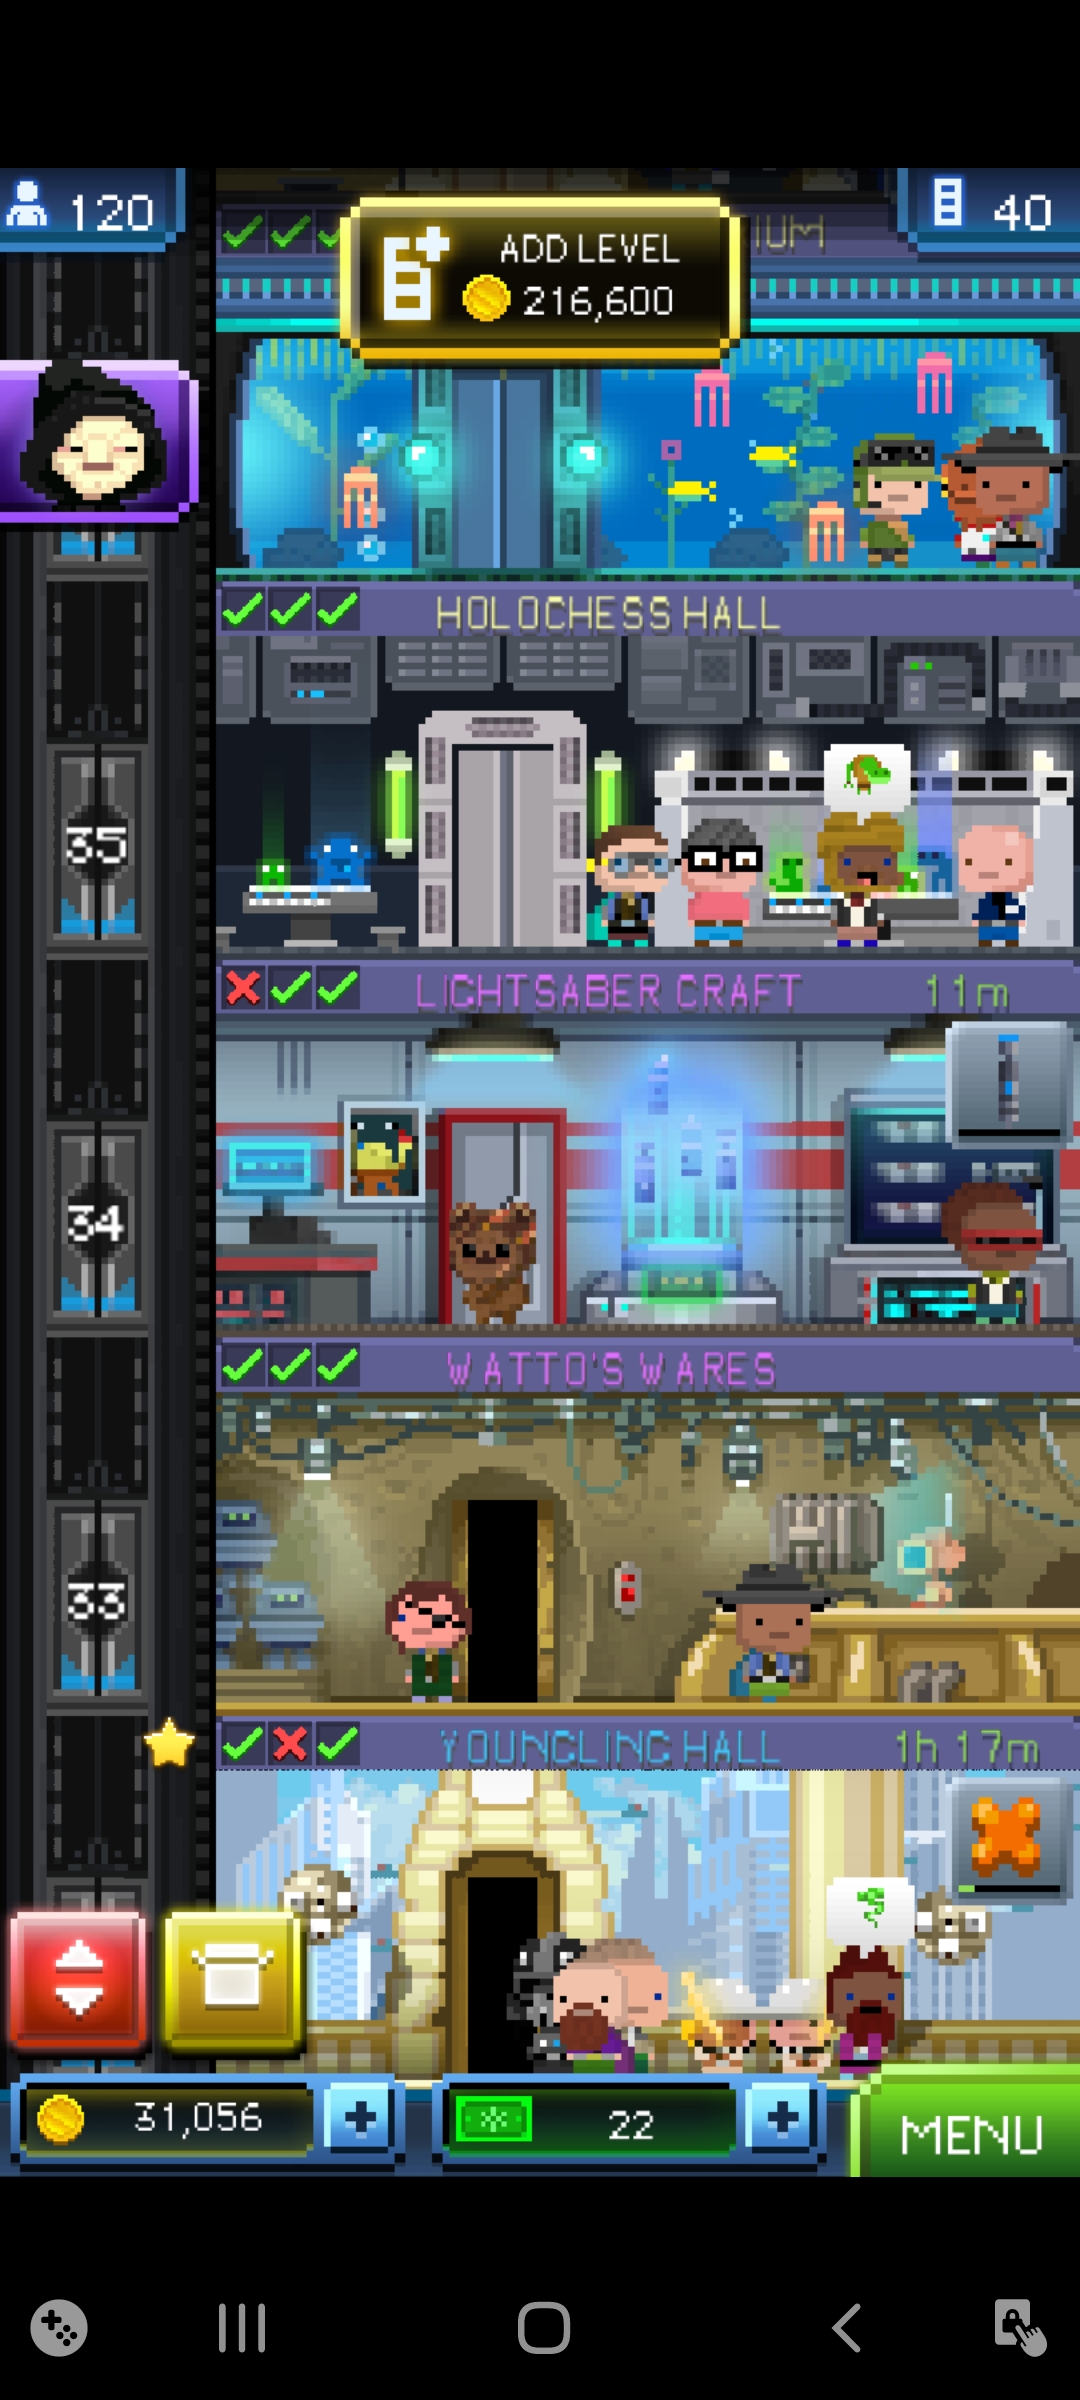 120
40
ADD LEVEL
216,600
IUM
HOLOCHESS HALL
35
LIGHTSABER CRAFT 11m
34
WATTO'S WARES
33
YOUNGLING HALL 1h 17m
31,056
22
MENU